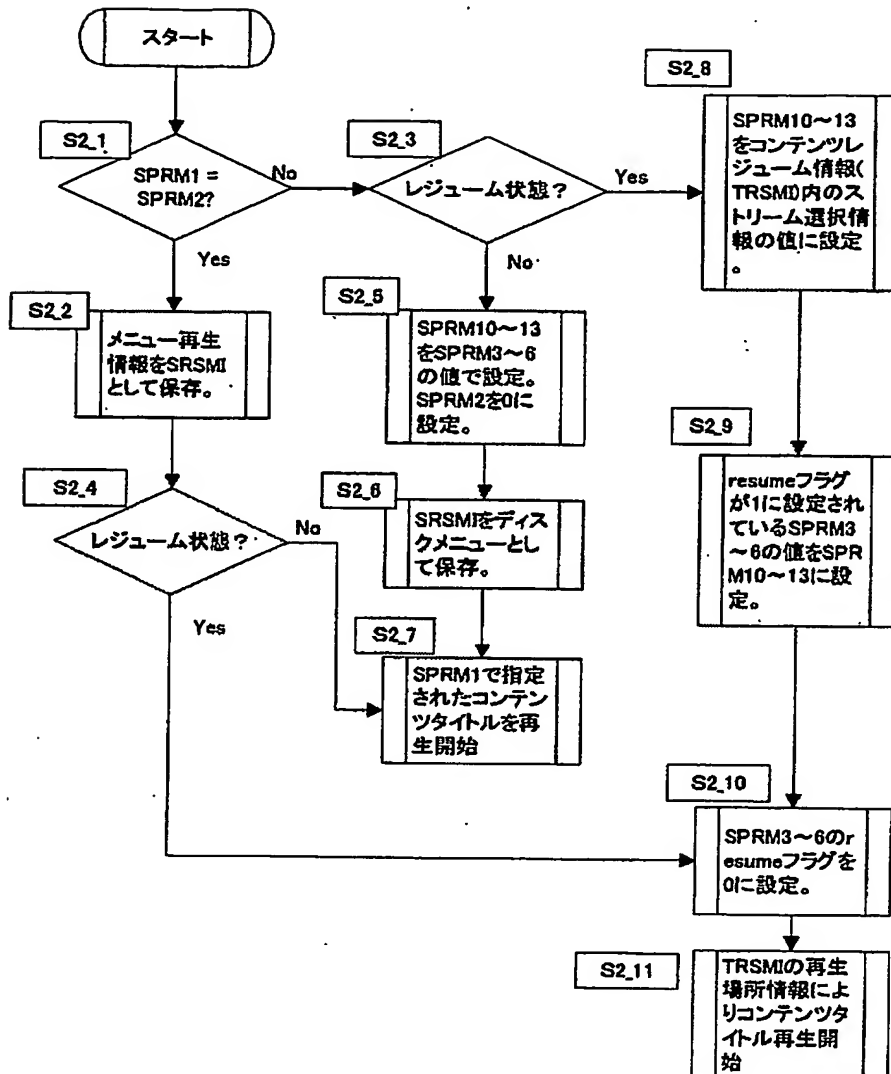 スタート
S2_1
SPRM1 =
SPRM2?
No
Yes
S2_2
メニュー再生
情報をSRSMI
として保存。
S2_4
レジューム状態？
No
Yes
S2_3
レジューム状態？
Yes
No
S2_5
SPRM10～13
をSPRM3～6
の値で設定。
SPRM2を0に
設定。
S2_6
SRSMIをディス
クメニューとし
て保存。
S2_7
SPRM1で指定
されたコンテン
ツタイトルを再
生開始
S2_8
SPRM10～13
をコンテンツレ
ジューム情報(
TRSMI)内のス
トリーム選択情
報の値に設定
。
S2_9
resumeフラグ
が1に設定され
ているSPRM3
～6の値をSPR
M10～13に設
定。
S2_10
SPRM3～6のr
esumeフラグを
0に設定。
S2_11
TRSMIの再生
場所情報によ
りコンテンツタ
イトル再生開
始